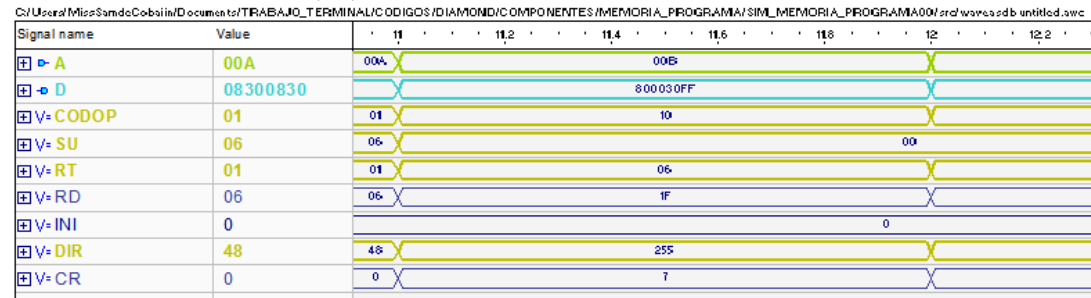 C:/Users/MissSamdeCobaiin/Documents/TRABAJO_TERMINAL/CODIGOS/DIAMOND/COMPONENTES/MEMORIA_PROGRAMA/SIM_MEMORIA_PROGRAMA00/src/wave.asdb untitled.awc
Signal name Value 11 11.2 11.4 11.6 11.8 12 12.2
A 00A 00A 00B
D 08300830 800030FF
V= CODOP 01 01 10
V= SU 06 06 00
V= RT 01 01 06
V= RD 06 06 1F
V= INI 0 0
V= DIR 48 48 255
V= CR 0 0 7